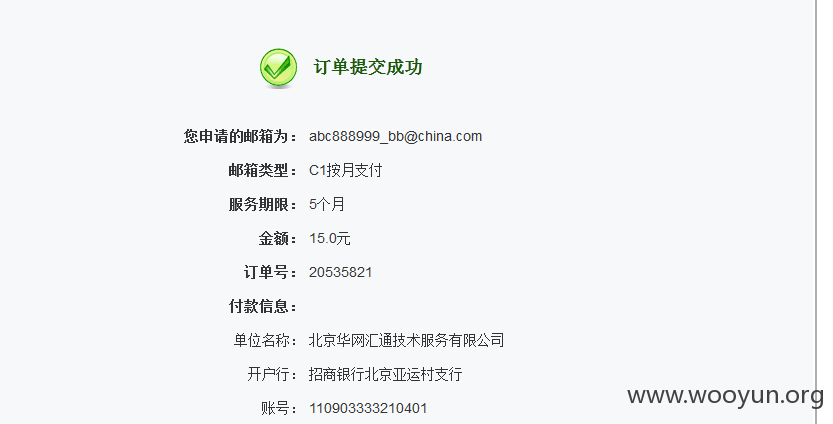 订单提交成功
您申请的邮箱为： abc888999_bb@china.com
邮箱类型： C1按月支付
服务期限： 5个月
金额： 15.0元
订单号： 20535821
付款信息：
单位名称： 北京华网汇通技术服务有限公司
开户行： 招商银行北京亚运村支行
www.wooyun.org
账号： 110903333210401